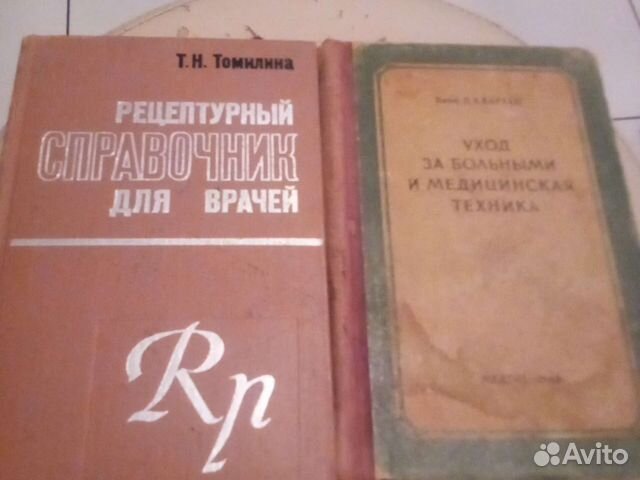 Т.Н. Томилина
РЕЦЕПТУРНЫЙ
СПРАВОЧНИК
ДЛЯ ВРАЧЕЙ
Rp
УХОД
ЗА БОЛЬНЫМИ
И МЕДИЦИНСКАЯ
ТЕХНИКА
Avito